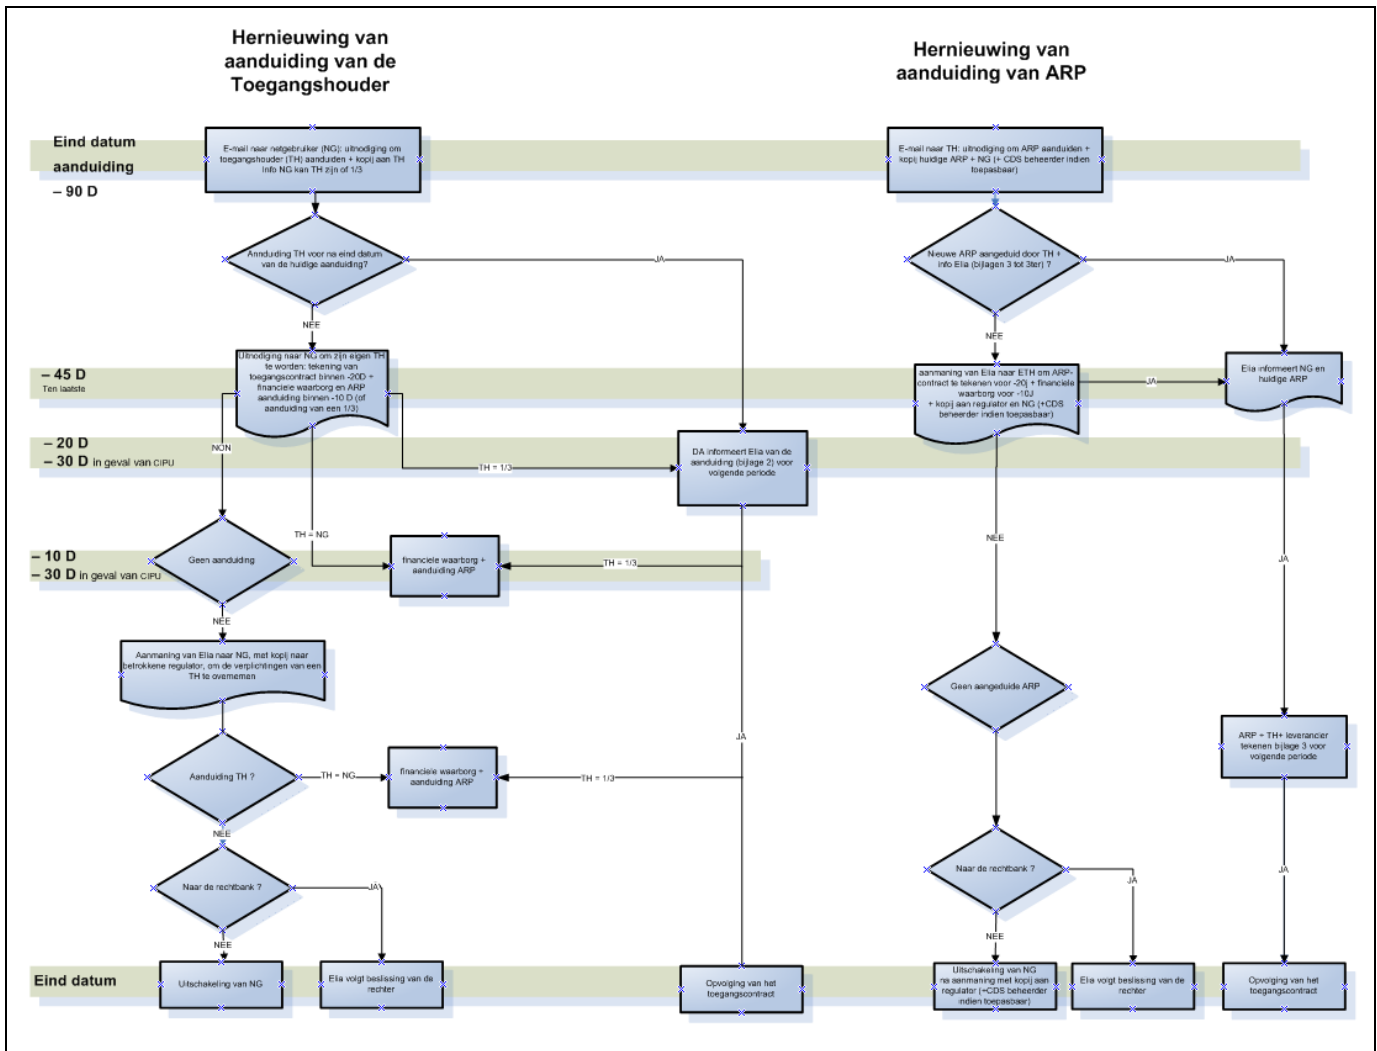 Hernieuwing van
aanduiding van de
Toegangshouder
Hernieuwing van
aanduiding van ARP
Eind datum
aanduiding
– 90 D
E-mail naar netgebruiker (NG): uitnodiging om
toegangshouder (TH) aanduiden + kopij aan TH
Info NG kan TH zijn of 1/3
E-mail naar TH: uitnodiging om ARP aanduiden +
kopij huidige ARP + NG (+ CDS beheerder indien
toepasbaar)
Annduiding TH voor na eind datum
van de huidige aanduiding?
JA
Nieuwe ARP aangeduid door TH +
info Elia (bijlagen 3 tot 3ter) ?
JA
NEE
NEE
– 45 D
Ten laatste
Uitnodiging naar NG om zijn eigen TH
te worden: tekening van
toegangscontract binnen -20D +
financiele waarborg en ARP
aanduiding binnen -10 D (of
aanduiding van een 1/3)
aanmaning van Elia naar ETH om ARP-
contract te tekenen voor -20j + financiele
waarborg voor -10J
+ kopij aan regulator en NG (+CDS
beheerder indien toepasbaar)
JA
Elia informeert NG en
huidige ARP
– 20 D
– 30 D in geval van CIPU
NON
TH = 1/3
DA informeert Elia van de
aanduiding (bijlage 2) voor
volgende periode
TH = NG
NEE
– 10 D
– 30 D in geval van CIPU
Geen aanduiding
financiele waarborg +
aanduiding ARP
TH = 1/3
JA
NEE
Aanmaning van Elia naar NG, met kopij naar
betrokkene regulator, om de verplichtingen van een
TH te overnemen
Geen aangeduide ARP
JA
ARP + TH+ leverancier
tekenen bijlage 3 voor
volgende periode
Aanduiding TH ?
TH = NG
financiele waarborg +
aanduiding ARP
TH = 1/3
NEE
Naar de rechtbank ?
JA
Naar de rechtbank ?
JA
JA
NEE
NEE
Eind datum
Uitschakeling van NG
Elia volgt beslissing van de
rechter
Opvolging van het
toegangscontract
Uitschakeling van NG
na aanmaning met kopij aan
regulator (+CDS beheerder
indien toepasbaar)
Elia volgt beslissing van de
rechter
Opvolging van het
toegangscontract